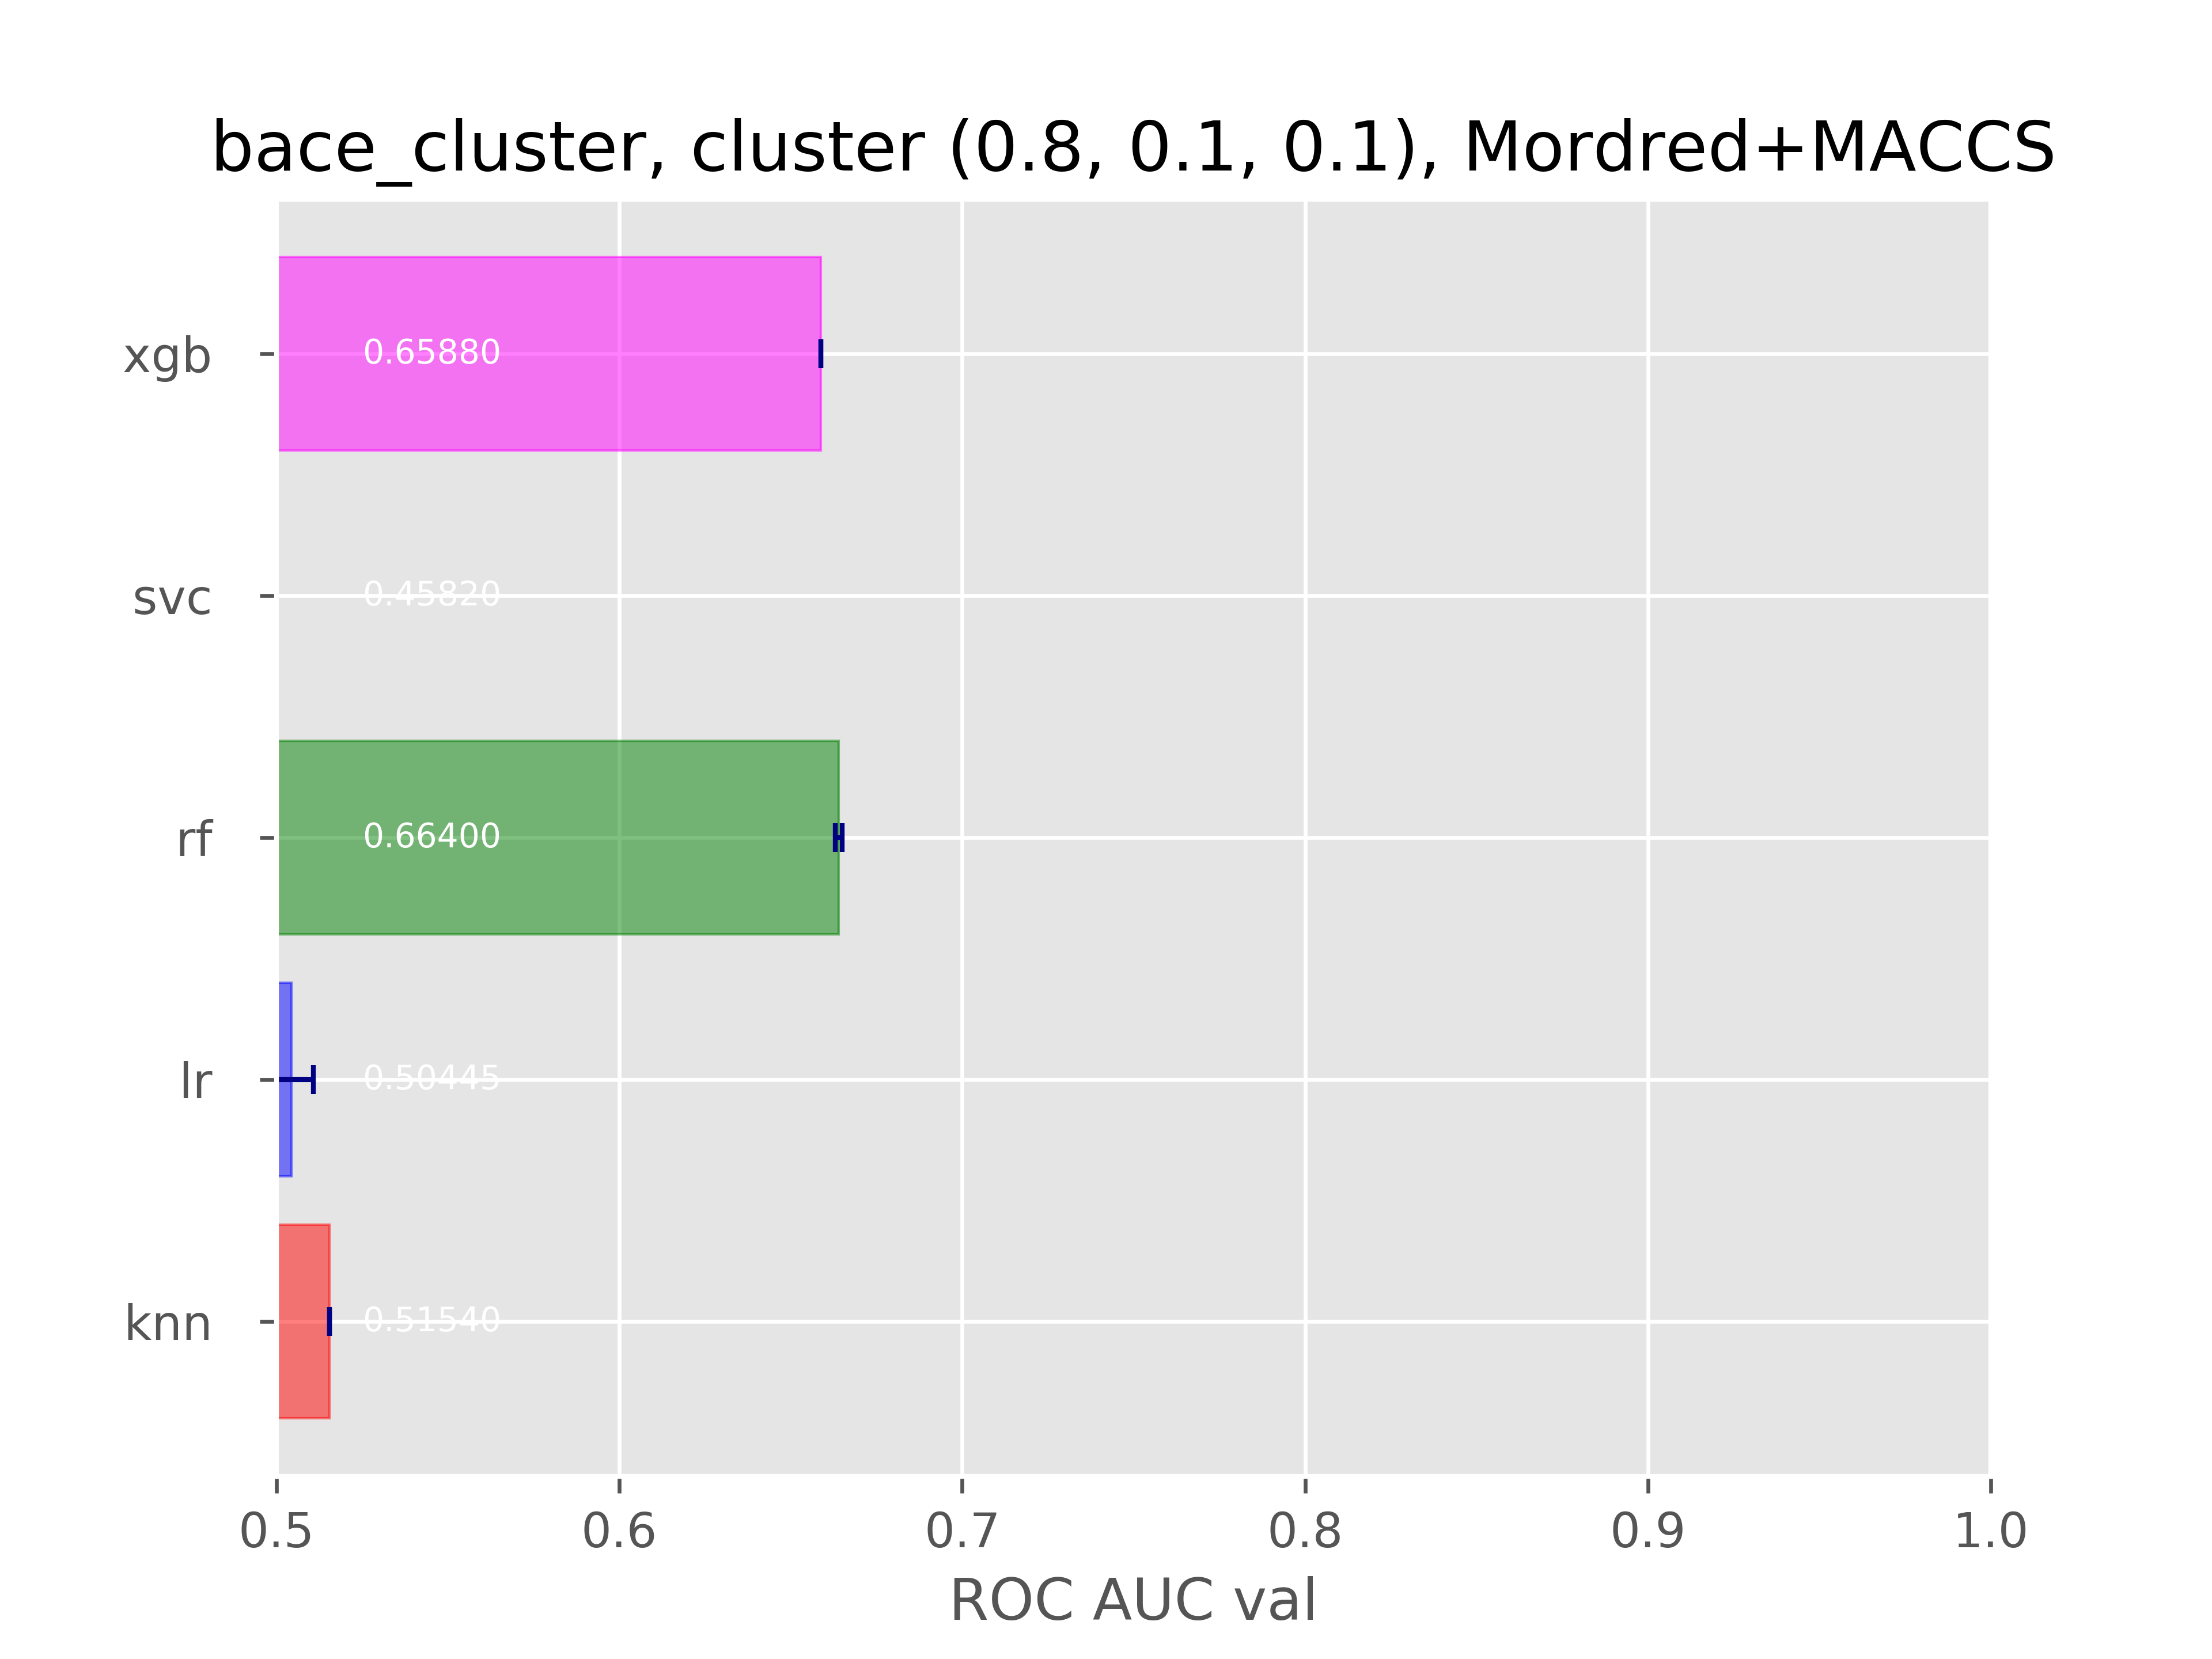 bace_cluster, cluster (0.8, 0.1, 0.1), Mordred+MACCS
xgb 0.65880
svc 0.45820
rf 0.66400
lr 0.50445
knn 0.51540
0.5 0.6 0.7 0.8 0.9 1.0
ROC AUC val